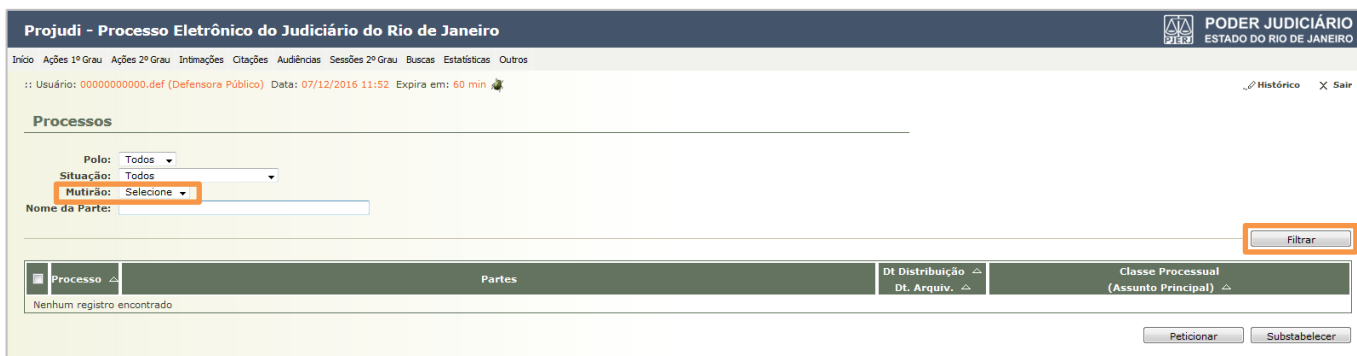 Projudi - Processo Eletrônico do Judiciário do Rio de Janeiro
PJERJ
PODER JUDICIÁRIO
ESTADO DO RIO DE JANEIRO
Início Ações 1º Grau Ações 2º Grau Intimações Citações Audiências Sessões 2º Grau Buscas Estatísticas Outros
:: Usuário: 00000000000.def (Defensora Público) Data: 07/12/2016 11:52 Expira em: 60 min
Histórico X Sair
Processos
Polo: Todos
Situação: Todos
Mutirão: Selecione
Nome da Parte:
Filtrar
Processo Partes Dt Distribuição Classe Processual
Dt. Arquiv. (Assunto Principal)
Nenhum registro encontrado
Peticionar Substabelecer